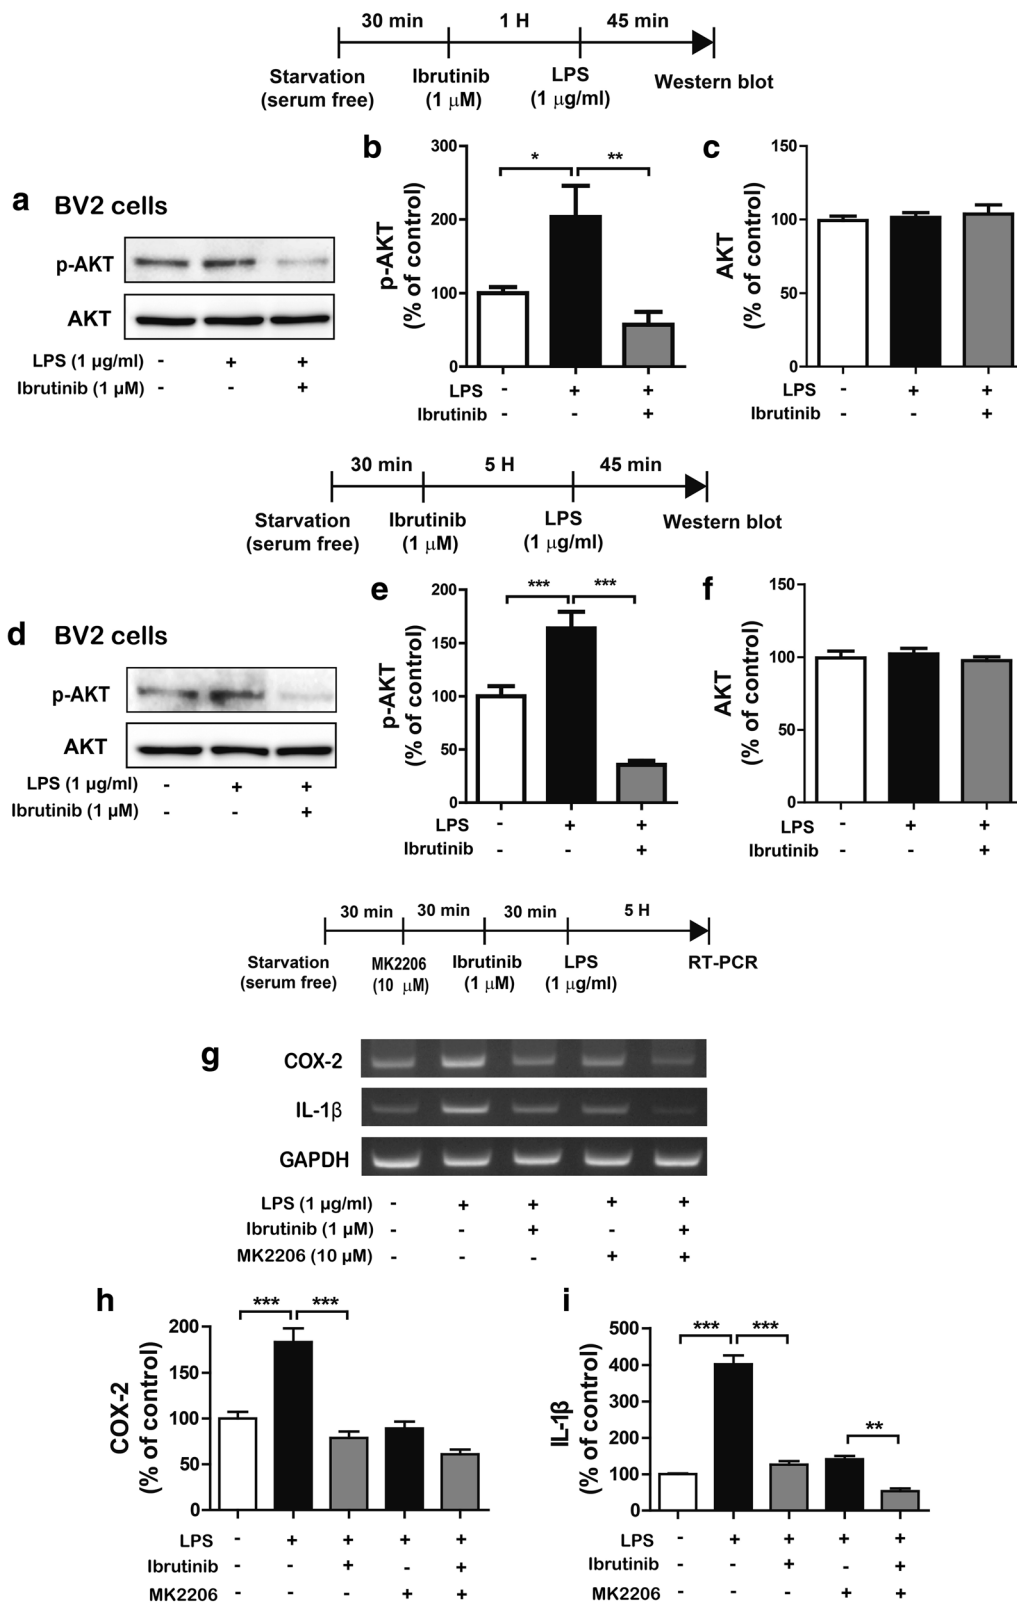 30 min 1 H 45 min
Starvation Ibrutinib LPS Western blot
(serum free) (1 μM) (1 μg/ml)
a BV2 cells
p-AKT
AKT
LPS (1 μg/ml) - + +
Ibrutinib (1 μM) - - +
b
p-AKT
(% of control)
300
200
100
0
* **
LPS - + +
Ibrutinib - - +
c
AKT
(% of control)
150
100
50
0
LPS - + +
Ibrutinib - - +
30 min 5 H 45 min
Starvation Ibrutinib LPS Western blot
(serum free) (1 μM) (1 μg/ml)
d BV2 cells
p-AKT
AKT
LPS (1 μg/ml) - + +
Ibrutinib (1 μM) - - +
e
p-AKT
(% of control)
200
150
100
50
0
*** ***
LPS - + +
Ibrutinib - - +
f
AKT
(% of control)
150
100
50
0
LPS - + +
Ibrutinib - - +
30 min 30 min 30 min 5 H
Starvation MK2206 Ibrutinib LPS RT-PCR
(serum free) (10 μM) (1 μM) (1 μg/ml)
g
COX-2
IL-1β
GAPDH
LPS (1 μg/ml) - + + + +
Ibrutinib (1 μM) - - + - +
MK2206 (10 μM) - - - + +
h
COX-2
(% of control)
200
150
100
50
0
*** ***
LPS - + + + +
Ibrutinib - - + - +
MK2206 - - - + +
i
IL-1β
(% of control)
500
400
300
200
100
0
*** *** **
LPS - + + + +
Ibrutinib - - + - +
MK2206 - - - + +